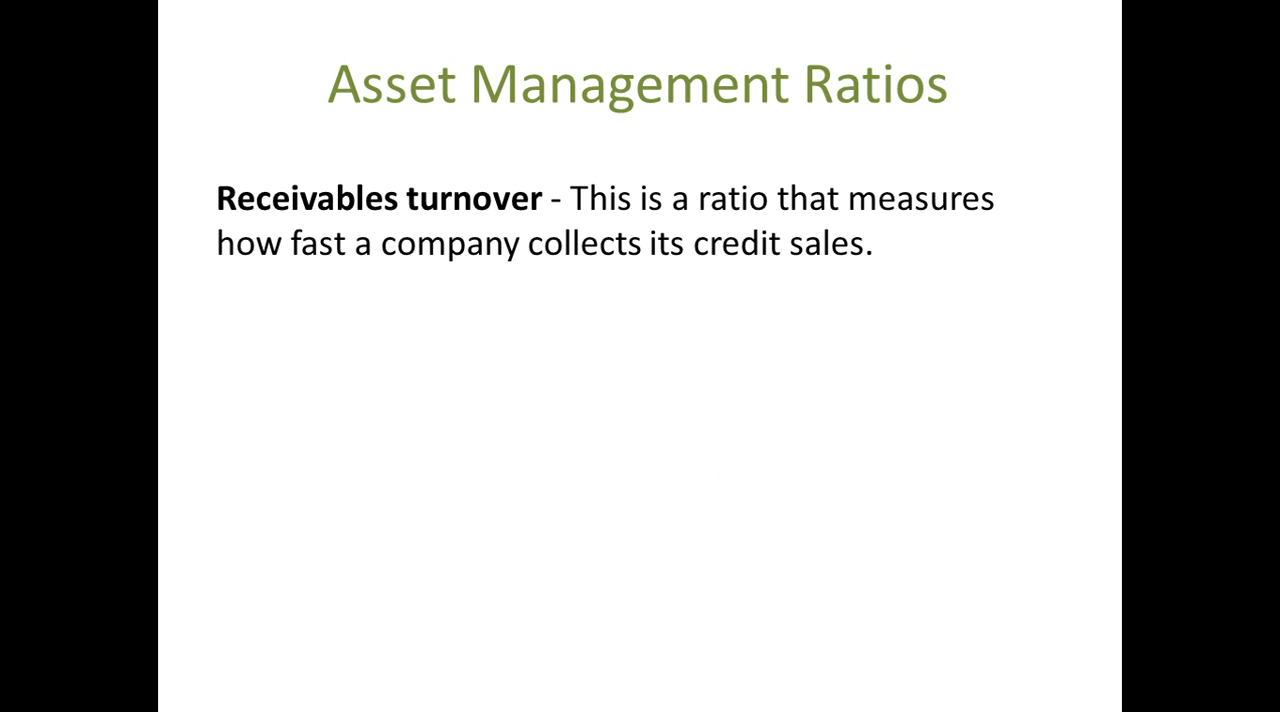 Asset Management Ratios
Receivables turnover - This is a ratio that measures
how fast a company collects its credit sales.